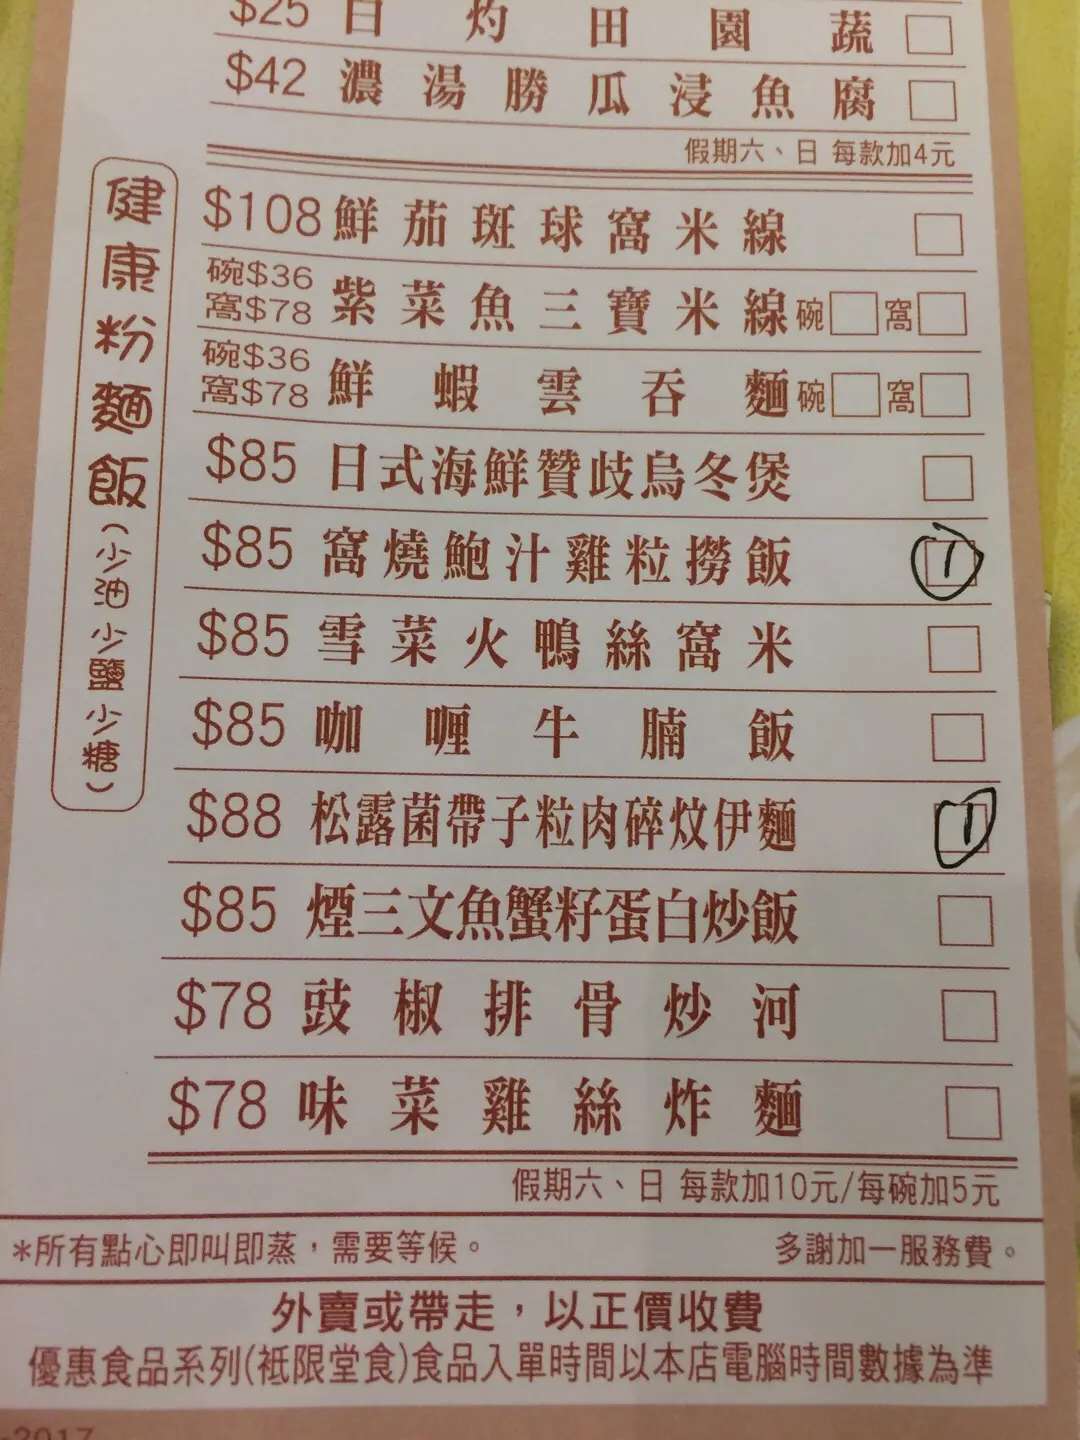 $25 白灼田園蔬
$42 濃湯勝瓜浸魚腐
假期六、日 每款加4元
健康粉麵飯(少油少鹽少糖)
$108 鮮茄斑球窩米線
碗$36 窩$78 紫菜魚三寶米線 碗 窩
碗$36 窩$78 鮮蝦雲吞麵 碗 窩
$85 日式海鮮贊歧烏冬煲
$85 窩燒鮑汁雞粒撈飯 1
$85 雪菜火鴨絲窩米
$85 咖喱牛腩飯
$88 松露菌帶子粒肉碎炆伊麵 1
$85 煙三文魚蟹籽蛋白炒飯
$78 豉椒排骨炒河
$78 味菜雞絲炸麵
假期六、日 每款加10元/每碗加5元
*所有點心即叫即蒸，需要等候。 多謝加一服務費。
外賣或帶走，以正價收費
優惠食品系列(衹限堂食)食品入單時間以本店電腦時間數據為準
-2017